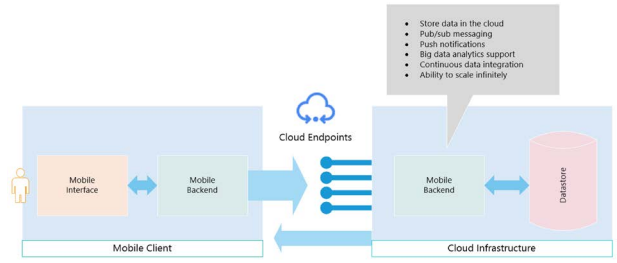 • Store data in the cloud
• Pub/sub messaging
• Push notifications
• Big data analytics support
• Continuous data integration
• Ability to scale infinitely
Cloud Endpoints
Mobile
Interface
Mobile
Backend
Mobile
Backend
Datastore
Mobile Client
Cloud Infrastructure